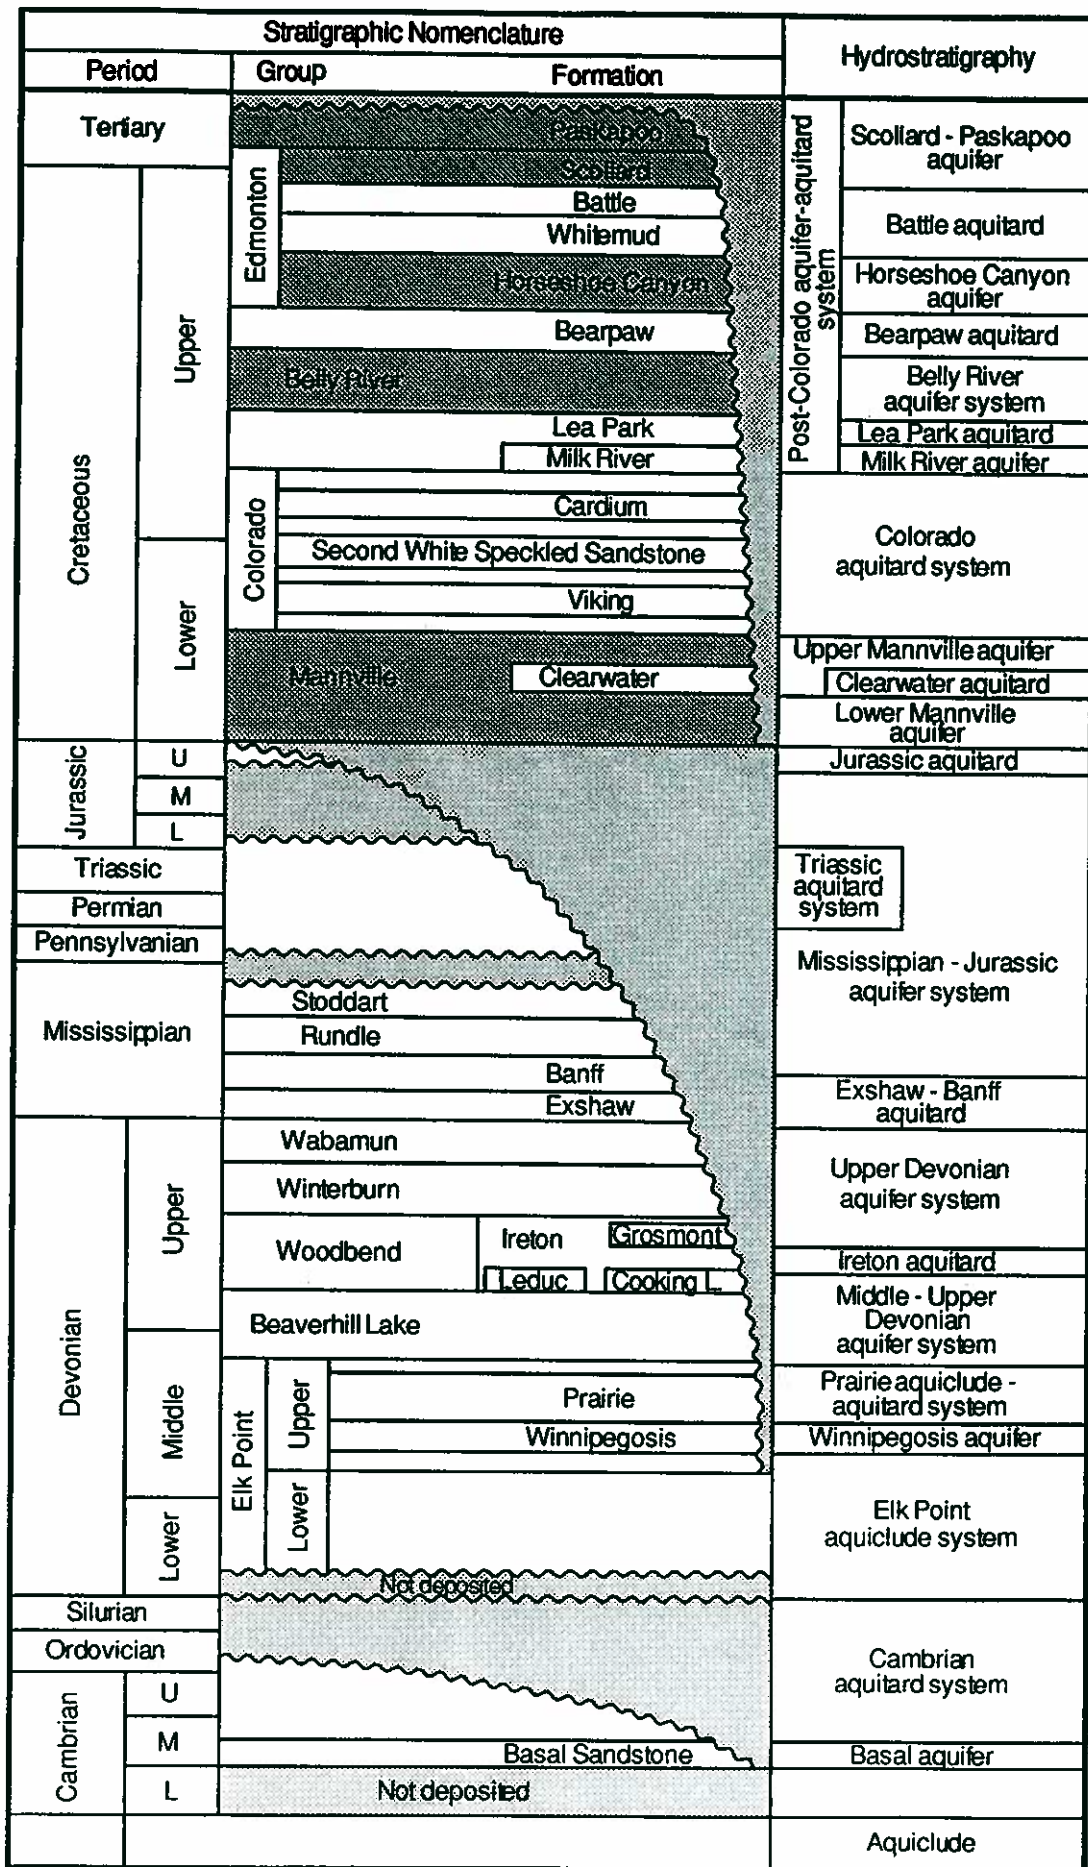 Stratigraphic Nomenclature
Hydrostratigraphy
Period
Group
Formation
Tertiary
Paskapoo
Scollard - Paskapoo
aquifer
Post-Colorado aquifer-aquitard
system
Cretaceous
Upper
Edmonton
Scollard
Battle
Battle aquitard
Whitemud
Horseshoe Canyon
Horseshoe Canyon
aquifer
Bearpaw
Bearpaw aquitard
Belly River
Belly River
aquifer system
Lea Park
Lea Park aquitard
Milk River
Milk River aquifer
Colorado
Cardium
Colorado
aquitard system
Second White Speckled Sandstone
Lower
Viking
Mannville
Upper Mannville aquifer
Clearwater
Clearwater aquitard
Lower Mannville
aquifer
Jurassic
U
Jurassic aquitard
M
L
Triassic
Triassic
aquitard
system
Permian
Pennsylvanian
Mississippian - Jurassic
aquifer system
Mississippian
Stoddart
Rundle
Banff
Exshaw - Banff
aquitard
Exshaw
Devonian
Upper
Wabamun
Upper Devonian
aquifer system
Winterburn
Woodbend
Ireton
Grosmont
Ireton aquitard
Leduc
Cooking L.
Middle - Upper
Devonian
aquifer system
Beaverhill Lake
Middle
Elk Point
Upper
Prairie
Prairie aquiclude -
aquitard system
Winnipegosis
Winnipegosis aquifer
Lower
Lower
Elk Point
aquiclude system
Not deposited
Silurian
Ordovician
Cambrian
aquitard system
Cambrian
U
M
Basal Sandstone
Basal aquifer
L
Not deposited
Aquiclude